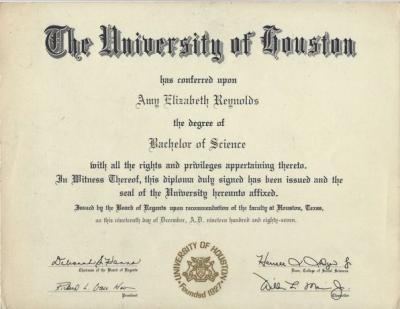 The University of Houston
has conferred upon
Amy Elizabeth Reynolds
the degree of
Bachelor of Science
with all the rights and privileges appertaining thereto.
In Witness Thereof, this diploma duly signed has been issued and the
seal of the University hereunto affixed.
Issued by the Board of Regents upon recommendation of the faculty at Houston, Texas,
on this nineteenth day of December, A.D. nineteen hundred and eighty-seven.
Chairman of the Board of Regents
President
UNIVERSITY OF HOUSTON
Founded 1927
Dean, College of Social Sciences
Chancellor